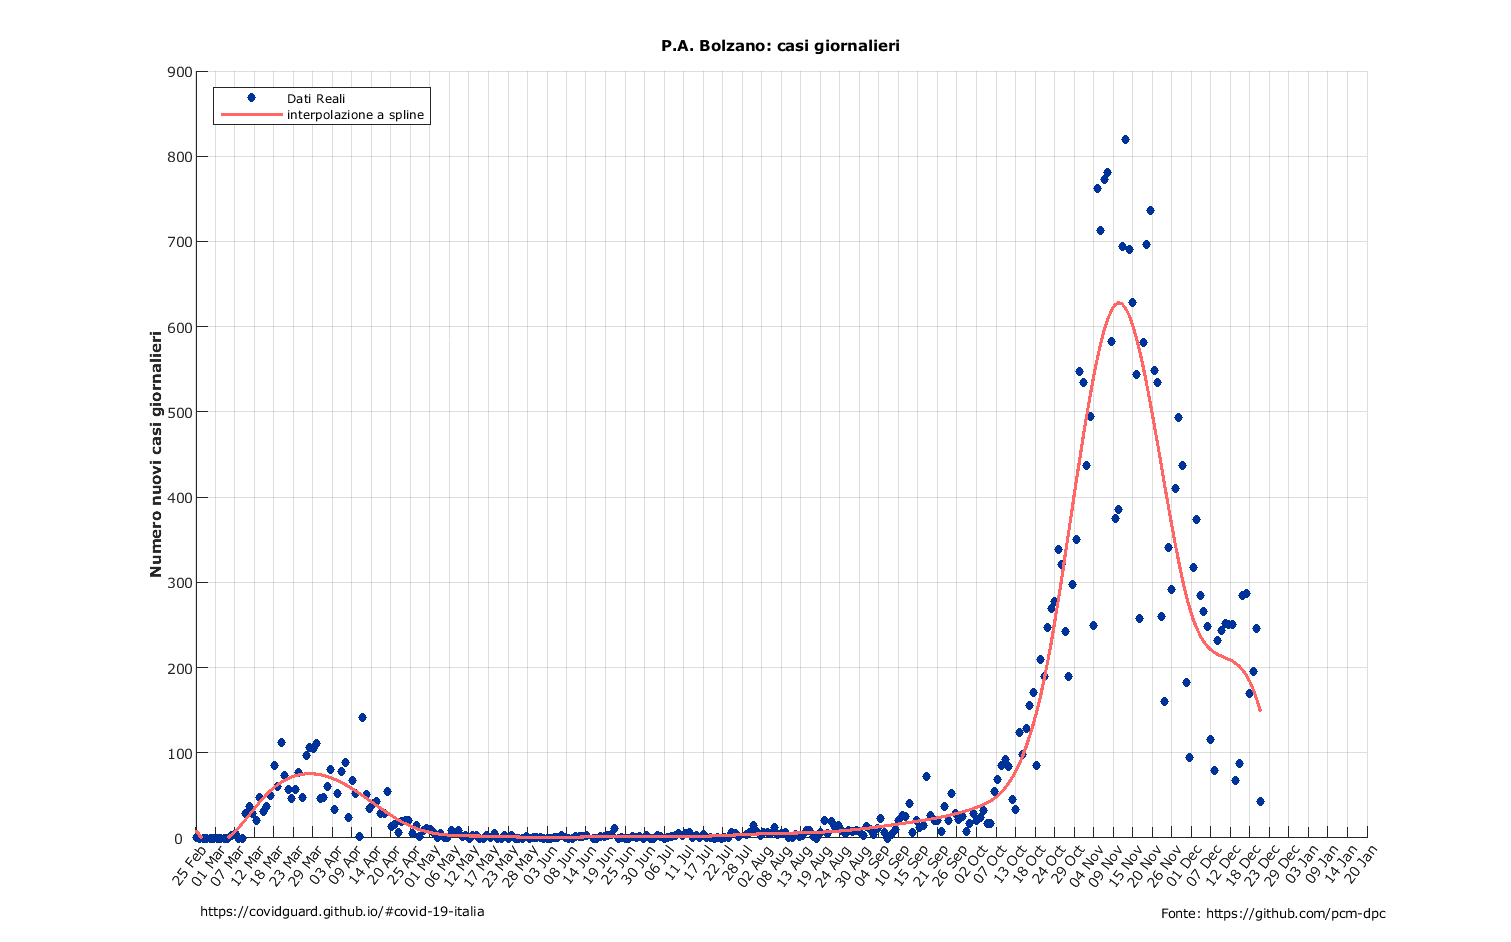 P.A. Bolzano: casi giornalieri
Dati Reali
interpolazione a spline
Numero nuovi casi giornalieri
900
800
700
600
500
400
300
200
100
0
25 Feb
01 Mar
07 Mar
12 Mar
18 Mar
23 Mar
29 Mar
03 Apr
09 Apr
14 Apr
20 Apr
25 Apr
01 May
06 May
12 May
17 May
23 May
28 May
03 Jun
08 Jun
14 Jun
19 Jun
25 Jun
30 Jun
06 Jul
11 Jul
17 Jul
22 Jul
28 Jul
02 Aug
08 Aug
13 Aug
19 Aug
24 Aug
30 Aug
04 Sep
10 Sep
15 Sep
21 Sep
26 Sep
02 Oct
07 Oct
13 Oct
18 Oct
24 Oct
29 Oct
04 Nov
09 Nov
15 Nov
20 Nov
26 Nov
01 Dec
07 Dec
12 Dec
18 Dec
23 Dec
29 Dec
03 Jan
09 Jan
14 Jan
20 Jan
https://covidguard.github.io/#covid-19-italia
Fonte: https://github.com/pcm-dpc